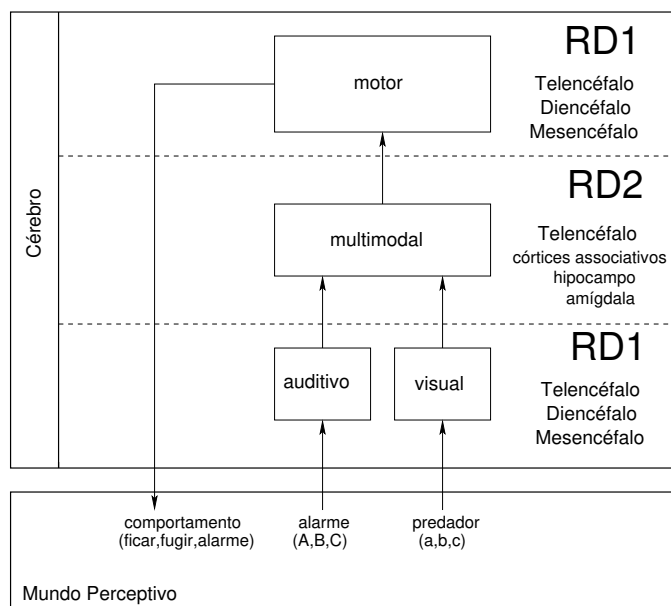 RD1
motor
Telencéfalo
Diencéfalo
Mesencéfalo
Cérebro
RD2
multimodal
Telencéfalo
córtices associativos
hipocampo
amígdala
RD1
auditivo
visual
Telencéfalo
Diencéfalo
Mesencéfalo
comportamento
(ficar,fugir,alarme)
alarme
(A,B,C)
predador
(a,b,c)
Mundo Perceptivo